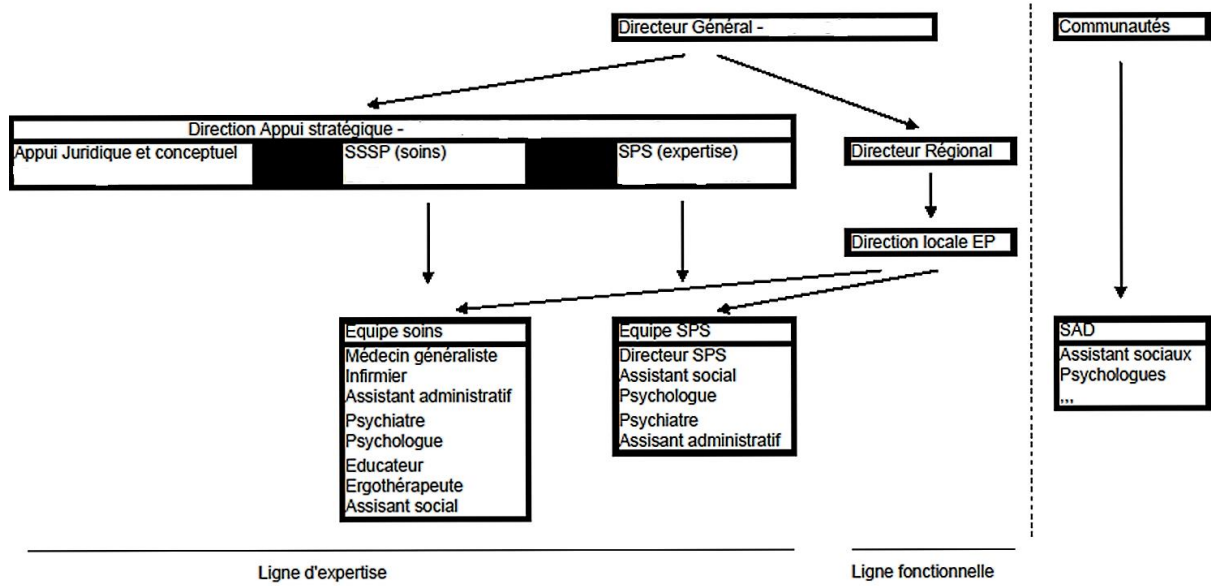 Directeur Général -
Communautés
Direction Appui stratégique -
Appui Juridique et conceptuel
SSSP (soins)
SPS (expertise)
Directeur Régional
Direction locale EP
Equipe soins
Médecin généraliste
Infirmier
Assistant administratif
Psychiatre
Psychologue
Educateur
Ergothérapeute
Assisant social
Equipe SPS
Directeur SPS
Assistant social
Psychologue
Psychiatre
Assisant administratif
SAD
Assistant sociaux
Psychologues
,,,
Ligne d'expertise
Ligne fonctionnelle